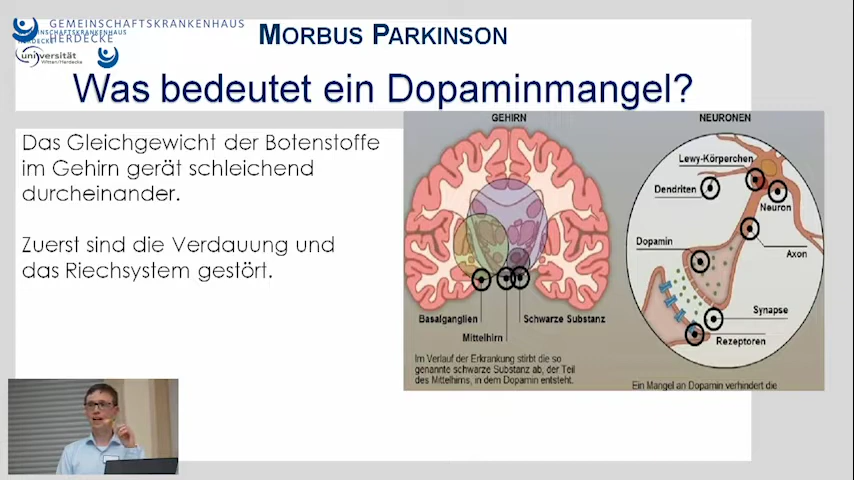 GEMEINSCHAFTSKRANKENHAUS
HERDECKE
GEMEINSCHAFTSKRANKENHAUS
HERDECKE
universität
Witten/Herdecke
MORBUS PARKINSON
Was bedeutet ein Dopaminmangel?
Das Gleichgewicht der Botenstoffe
im Gehirn gerät schleichend
durcheinander.
Zuerst sind die Verdauung und
das Riechsystem gestört.
GEHIRN
Basalganglien
Schwarze Substanz
Mittelhirn
Im Verlauf der Erkrankung stirbt die so
genannte schwarze Substanz ab, der Teil
des Mittelhirns, in dem Dopamin entsteht.
NEURONEN
Lewy-Körperchen
Dendriten
Neuron
Dopamin
Axon
Synapse
Rezeptoren
Ein Mangel an Dopamin verhindert die